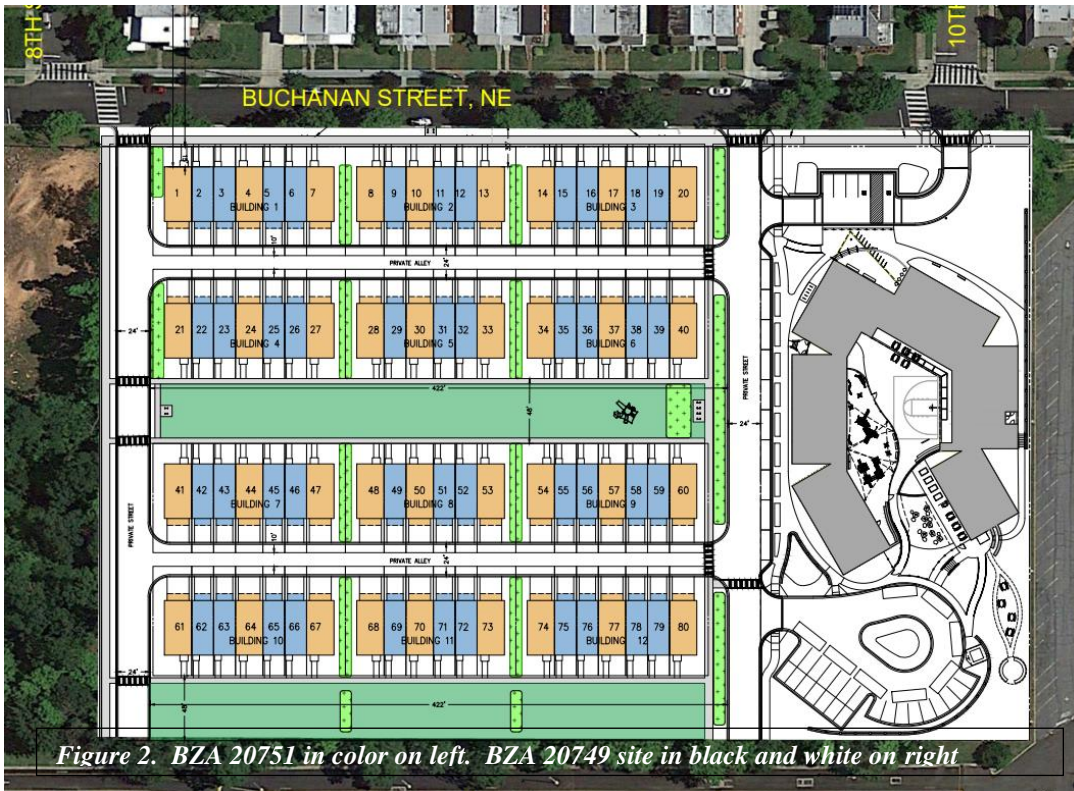 8TH S
10TH
BUCHANAN STREET, NE
1 2 3 4 5 6 7
BUILDING 1
8 9 10 11 12 13
BUILDING 2
14 15 16 17 18 19 20
BUILDING 3
10'
24'
PRIVATE ALLEY
21 22 23 24 25 26 27
BUILDING 4
28 29 30 31 32 33
BUILDING 5
34 35 36 37 38 39 40
BUILDING 6
24'
PRIVATE STREET
422'
48'
24'
41 42 43 44 45 46 47
BUILDING 7
48 49 50 51 52 53
BUILDING 8
54 55 56 57 58 59 60
BUILDING 9
PRIVATE STREET
10'
24'
PRIVATE ALLEY
61 62 63 64 65 66 67
BUILDING 10
68 69 70 71 72 73
BUILDING 11
74 75 76 77 78 79 80
BUILDING 12
24'
422'
Figure 2. BZA 20751 in color on left. BZA 20749 site in black and white on right